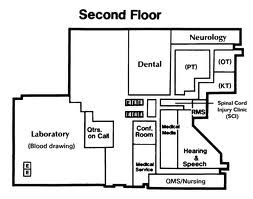 Second Floor
Neurology
Dental
(PT)
(OT)
(KT)
Spinal Cord
Injury Clinic
(SCI)
RMS
Laboratory
(Blood drawing)
Qtrs.
on Call
Conf.
Room
Medical
Media
Hearing
&
Speech
Medical
Service
QMS/Nursing